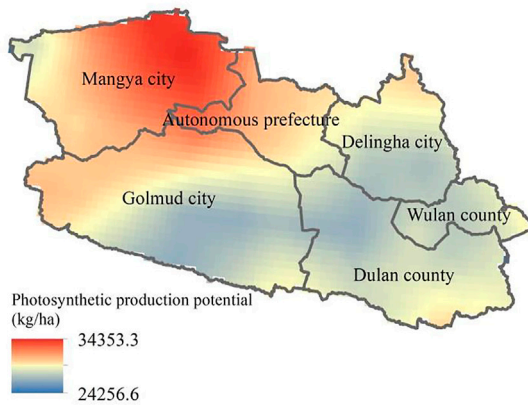 Mangya city
Autonomous prefecture
Delingha city
Golmud city
Wulan county
Dulan county
Photosynthetic production potential
(kg/ha)
34353.3
24256.6